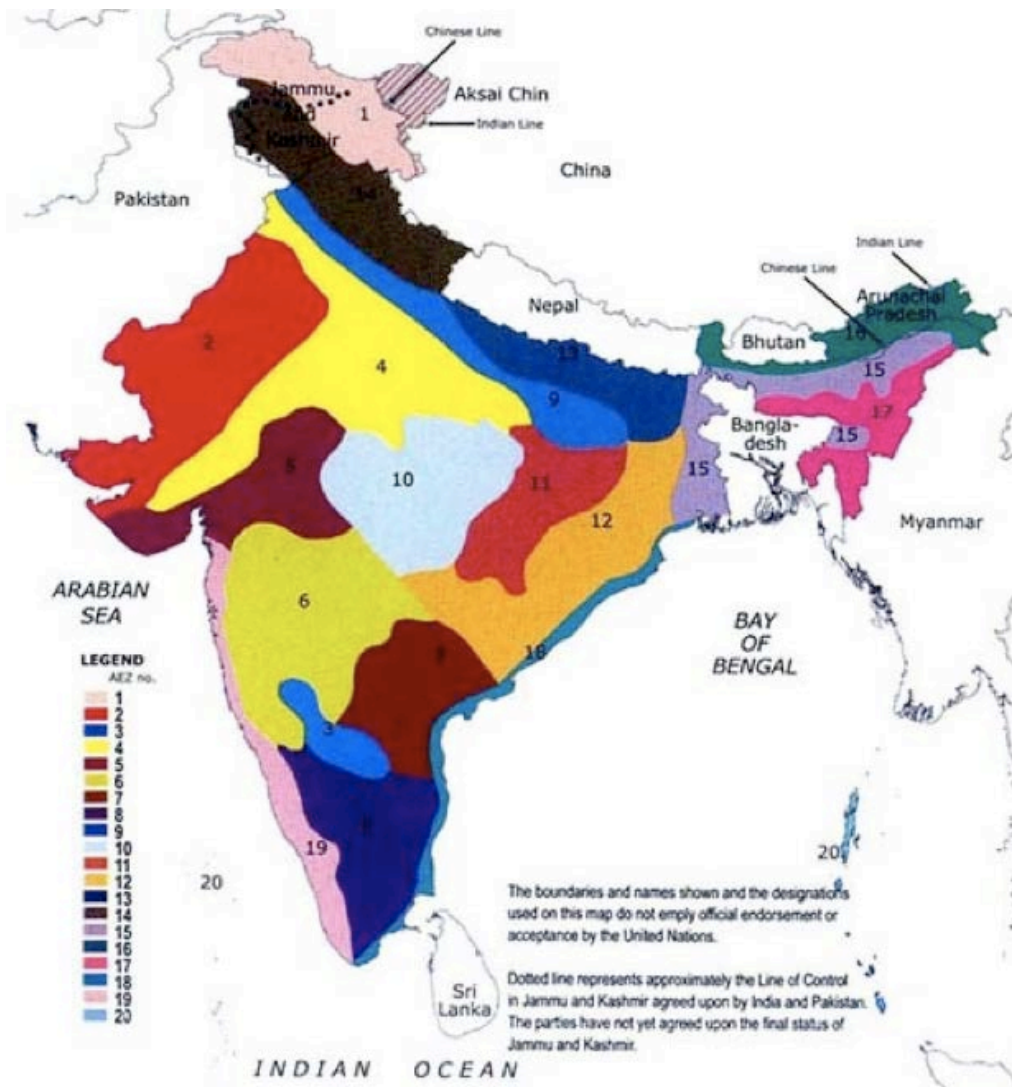 Chinese Line
Jammu
And
Kashmir
1
Aksai Chin
Indian Line
China
Pakistan
14
Indian Line
Chinese Line
Nepal
Arunachal
Pradesh
Bhutan
16
2
4
13
15
9
17
Bangla-
desh
15
5
10
11
15
12
Myanmar
ARABIAN
SEA
6
BAY
OF
BENGAL
18
LEGEND
AEZ no.
1
2
3
4
5
6
7
8
9
10
11
12
13
14
15
16
17
18
19
20
3
19
20
20
The boundaries and names shown and the designations
used on this map do not emply official endorsement or
acceptance by the United Nations.
Dotted line represents approximately the Line of Control
in Jammu and Kashmir agreed upon by India and Pakistan.
The parties have not yet agreed upon the final status of
Jammu and Kashmir.
Sri
Lanka
INDIAN OCEAN